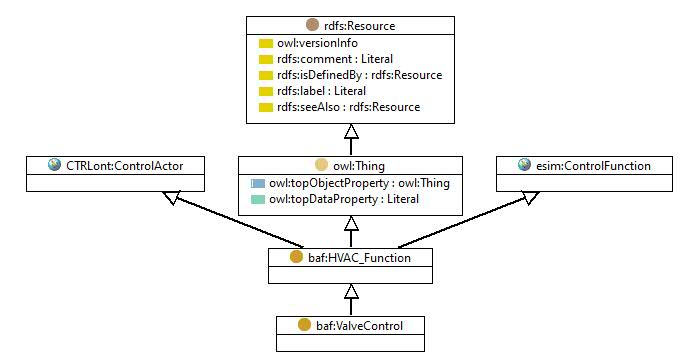 rdfs:Resource
owl:versionInfo
rdfs:comment : Literal
rdfs:isDefinedBy : rdfs:Resource
rdfs:label : Literal
rdfs:seeAlso : rdfs:Resource
CTRLont:ControlActor
owl:Thing
esim:ControlFunction
owl:topObjectProperty : owl:Thing
owl:topDataProperty : Literal
baf:HVAC_Function
baf:ValveControl